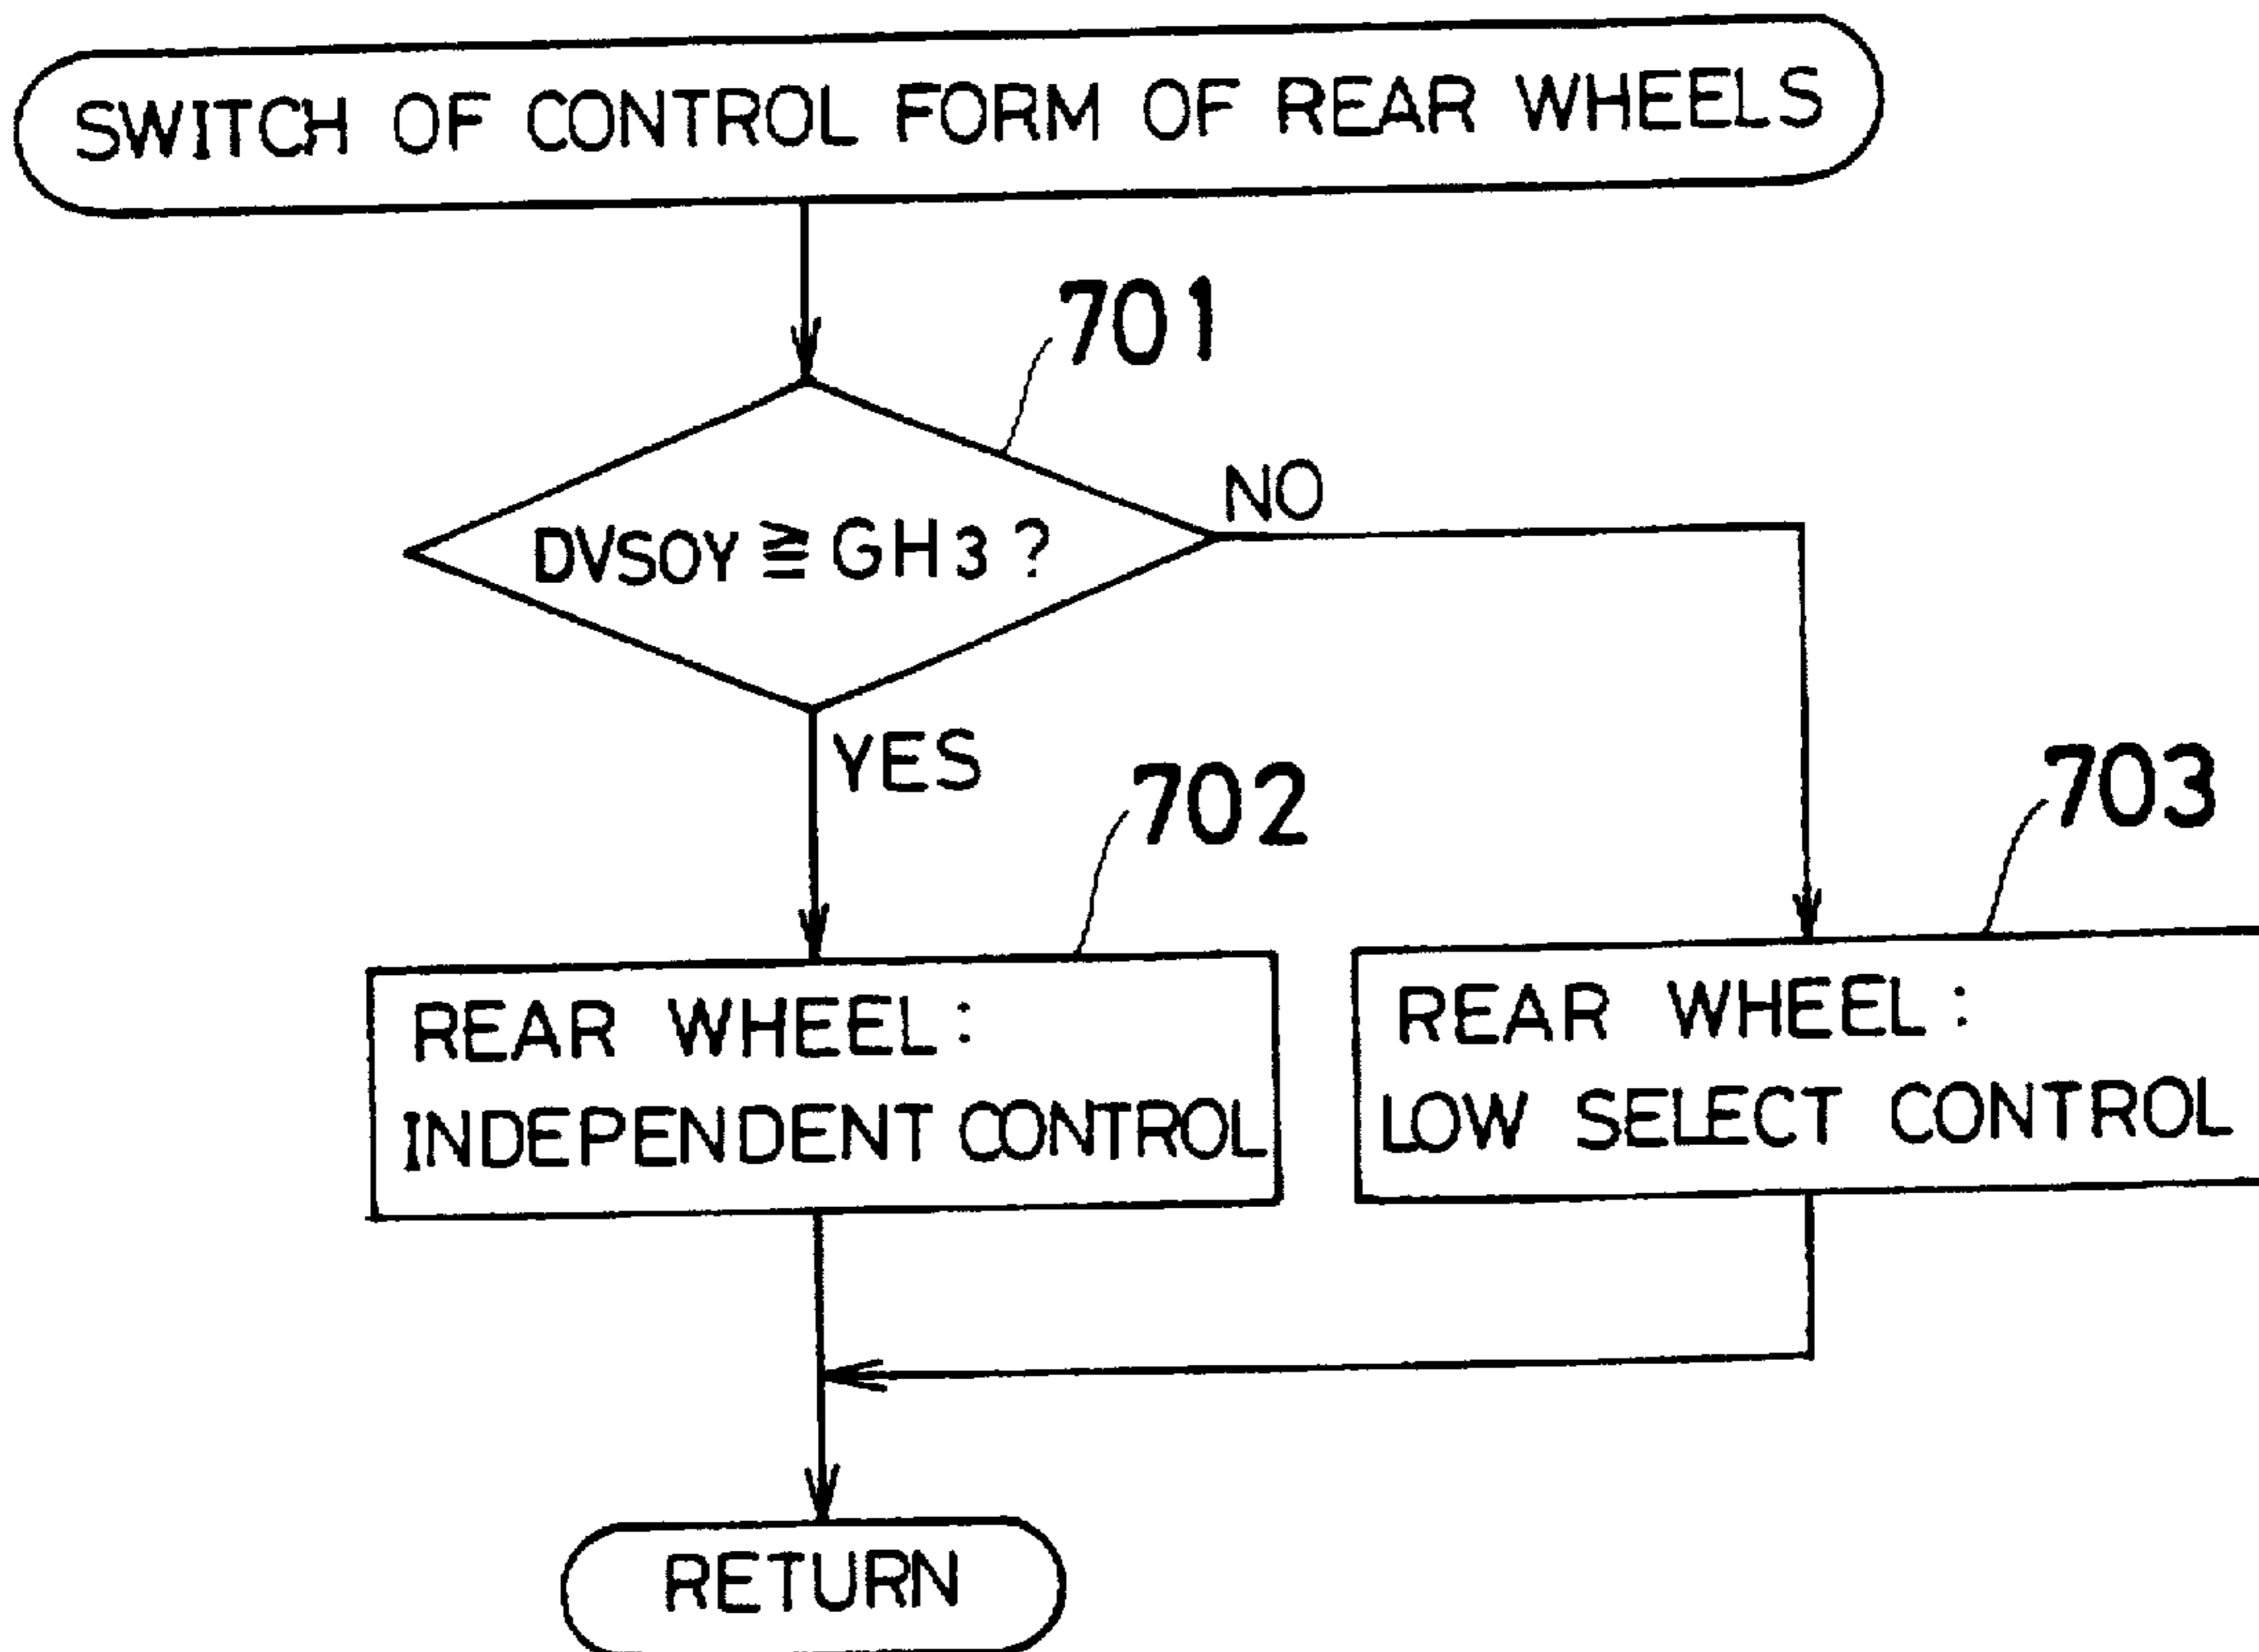 SWITCH OF CONTROL FORM OF REAR WHEELS
701
NO
DVSOY ≧ GH3 ?
YES
702
703
REAR WHEEL:
INDEPENDENT CONTROL
REAR WHEEL:
LOW SELECT CONTROL
RETURN